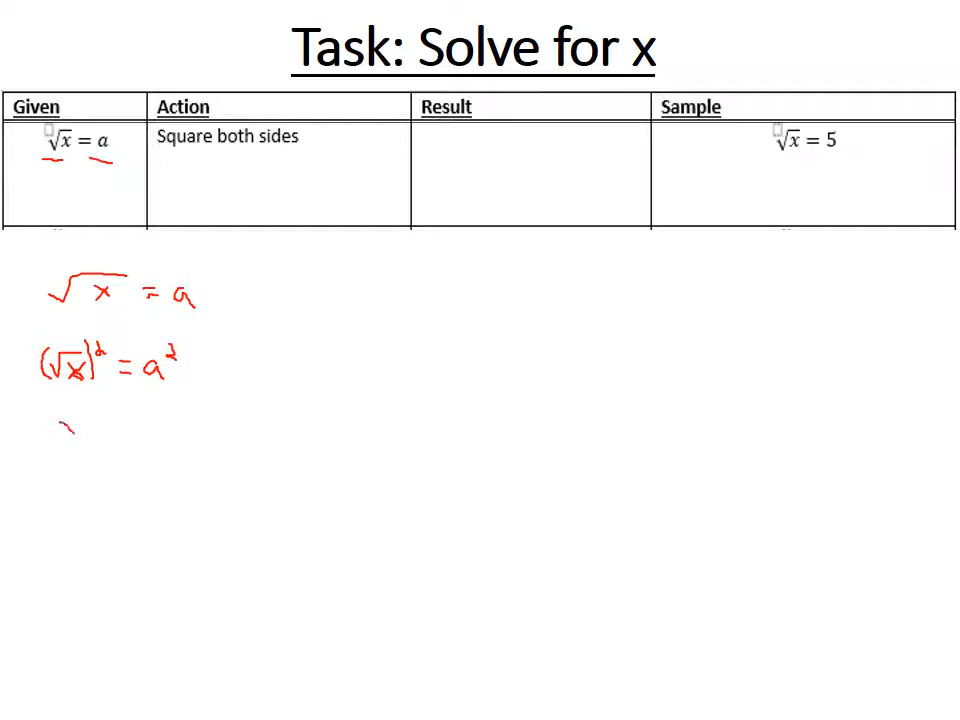 Task: Solve for x
Given Action Result Sample
√x = a Square both sides √x = 5
√x = a
(√x)² = a²